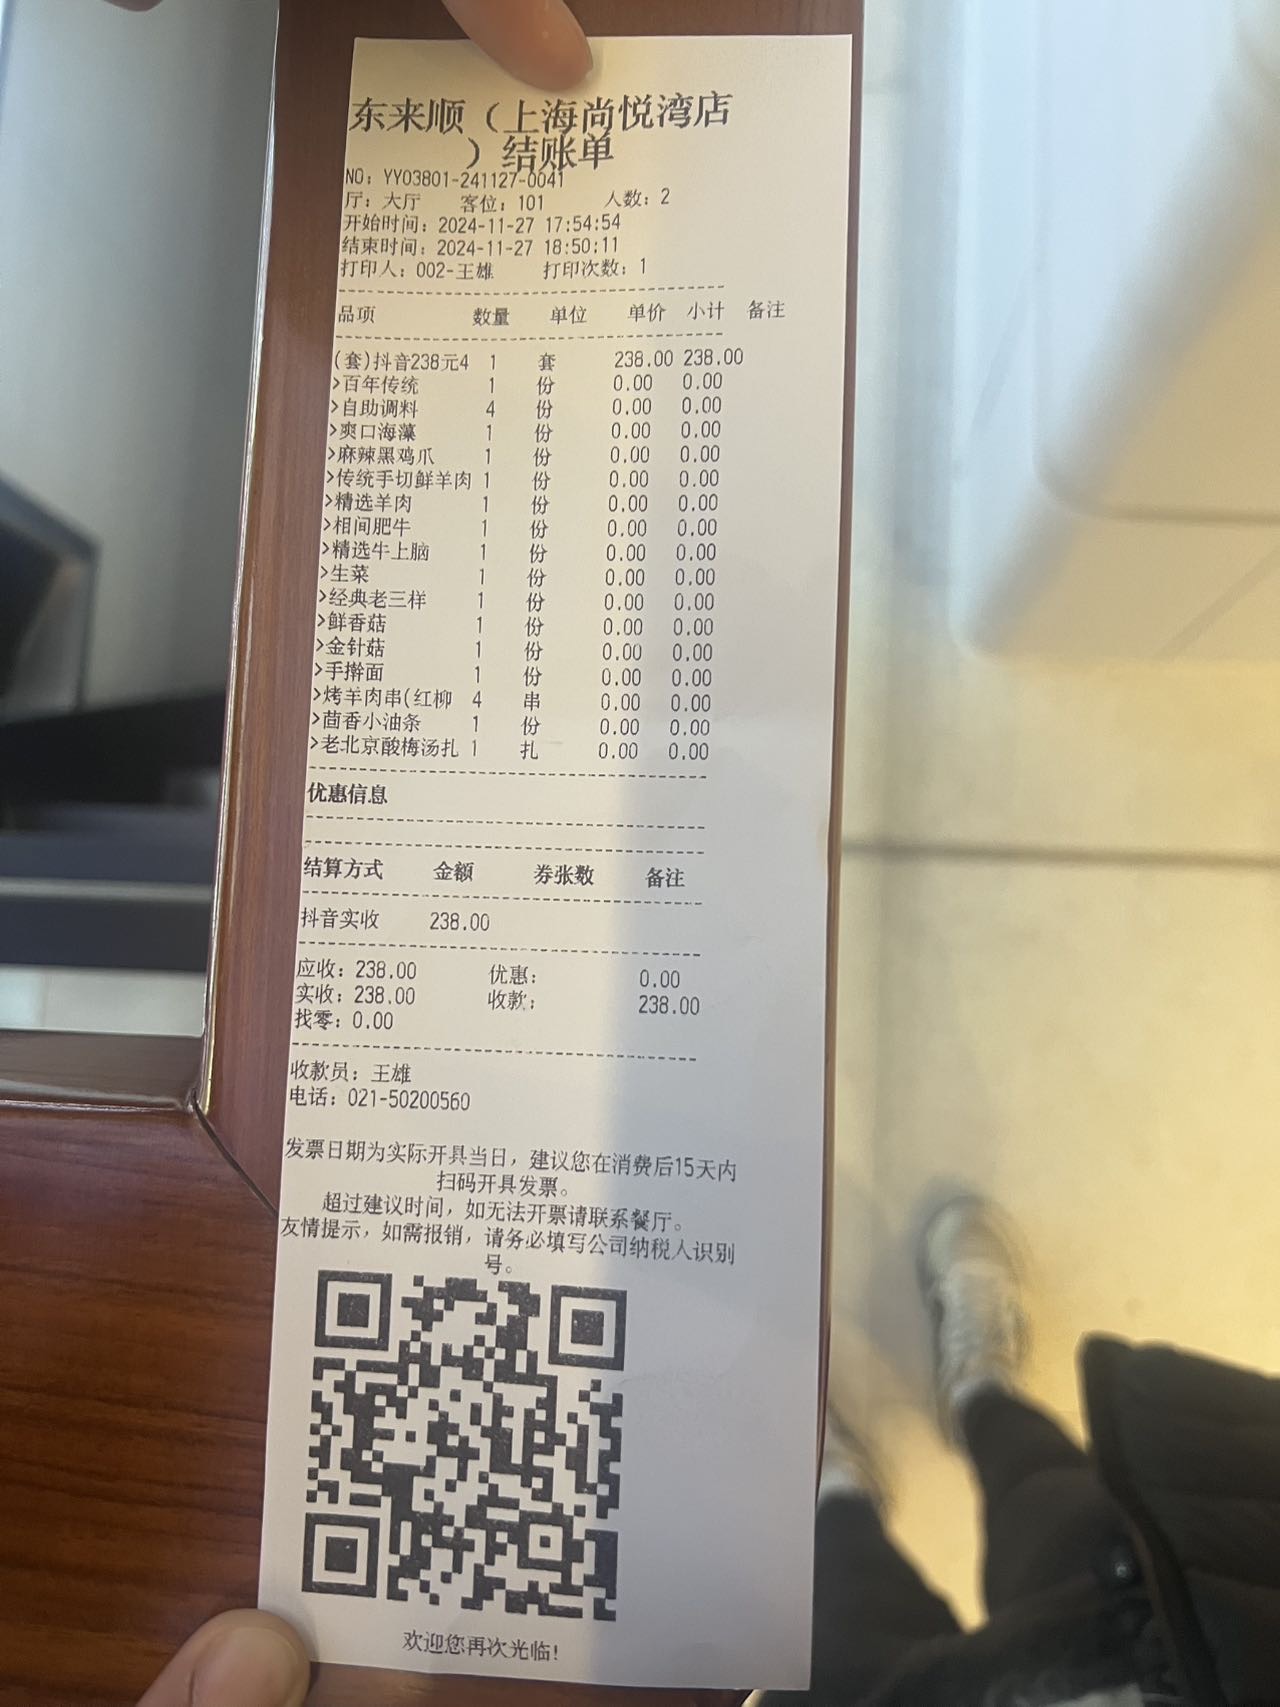 东来顺（上海尚悦湾店
）结账单
NO：YY03801-241127-0041
厅：大厅 客位：101 人数：2
开始时间：2024-11-27 17:54:54
结束时间：2024-11-27 18:50:11
打印人：002-王雄 打印次数：1
品项 数量 单位 单价 小计 备注
(套)抖音238元4 1 套 238.00 238.00
>百年传统 1 份 0.00 0.00
>自助调料 4 份 0.00 0.00
>爽口海藻 1 份 0.00 0.00
>麻辣黑鸡爪 1 份 0.00 0.00
>传统手切鲜羊肉 1 份 0.00 0.00
>精选羊肉 1 份 0.00 0.00
>相间肥牛 1 份 0.00 0.00
>精选牛上脑 1 份 0.00 0.00
>生菜 1 份 0.00 0.00
>经典老三样 1 份 0.00 0.00
>鲜香菇 1 份 0.00 0.00
>金针菇 1 份 0.00 0.00
>手擀面 1 份 0.00 0.00
>烤羊肉串(红柳 4 串 0.00 0.00
>茴香小油条 1 份 0.00 0.00
>老北京酸梅汤扎 1 扎 0.00 0.00
优惠信息
结算方式 金额 券张数 备注
抖音实收 238.00
应收：238.00 优惠： 0.00
实收：238.00 收款： 238.00
找零：0.00
收款员：王雄
电话：021-50200560
发票日期为实际开具当日，建议您在消费后15天内
扫码开具发票。
超过建议时间，如无法开票请联系餐厅。
友情提示，如需报销，请务必填写公司纳税人识别
号。
欢迎您再次光临!